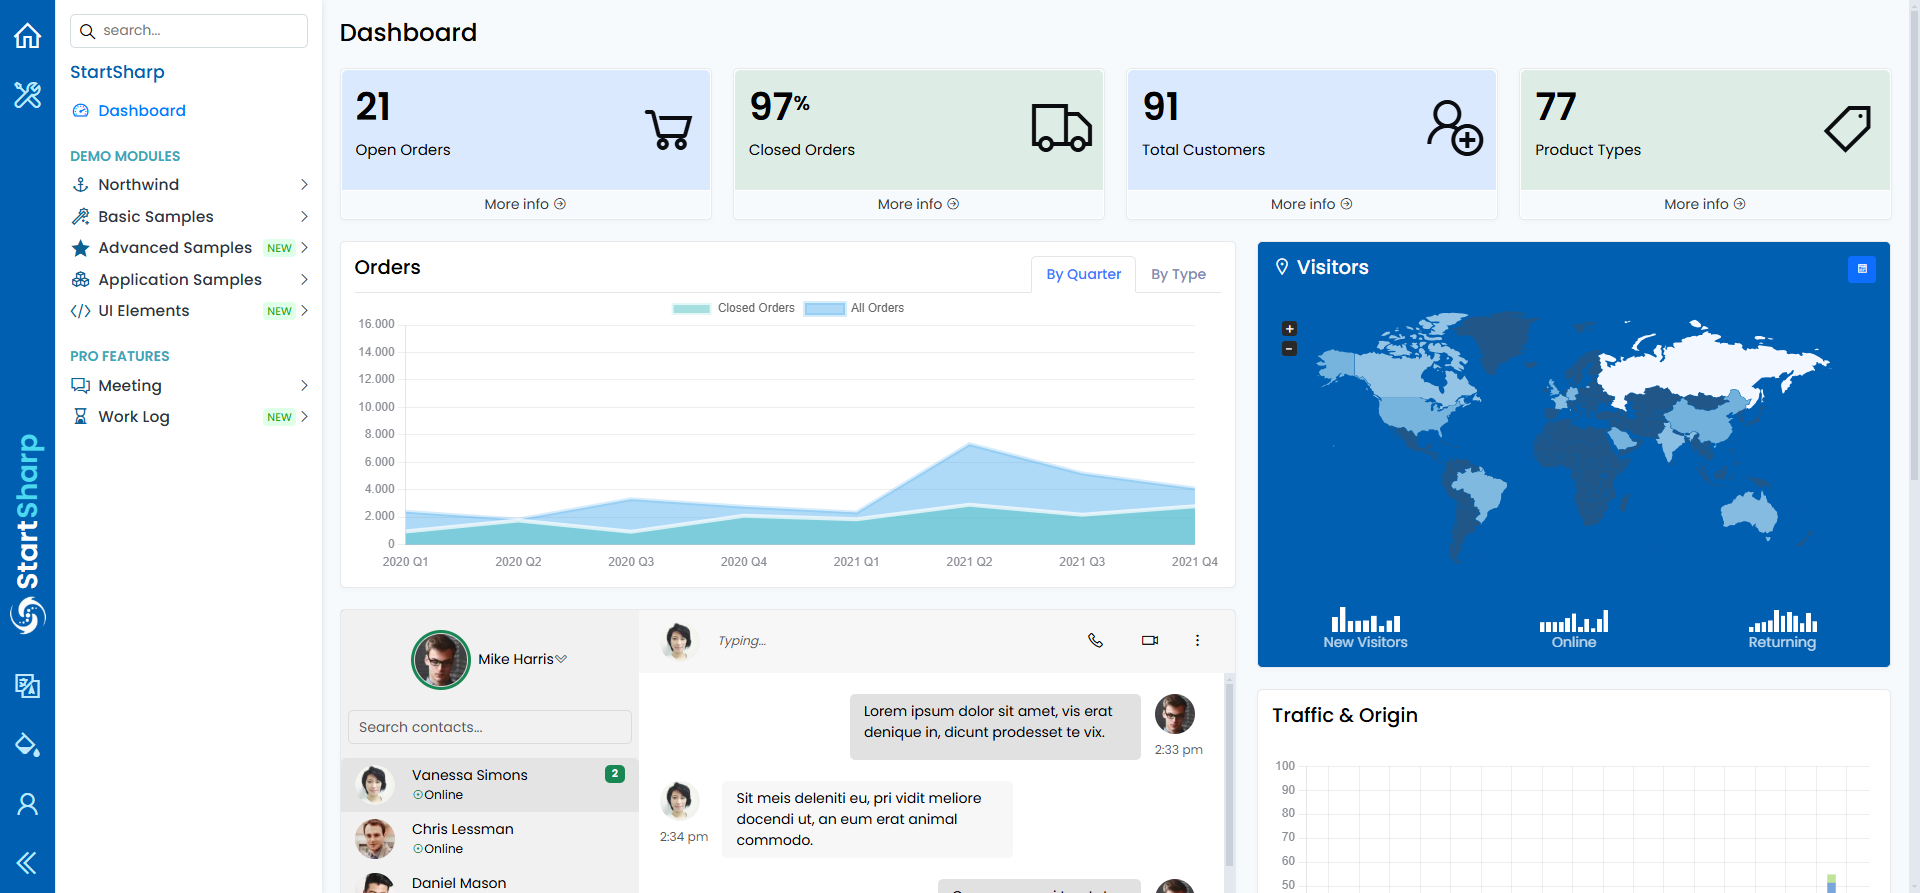 search...
StartSharp
Dashboard
DEMO MODULES
Northwind
Basic Samples
Advanced Samples NEW
Application Samples
UI Elements NEW
PRO FEATURES
Meeting
Work Log NEW
StartSharp
Dashboard
21
Open Orders
More info
97%
Closed Orders
More info
91
Total Customers
More info
77
Product Types
More info
Orders
By Quarter By Type
Closed Orders All Orders
16.000
14.000
12.000
10.000
8.000
6.000
4.000
2.000
0
2020 Q1 2020 Q2 2020 Q3 2020 Q4 2021 Q1 2021 Q2 2021 Q3 2021 Q4
Visitors
+
-
New Visitors Online Returning
Mike Harris
Search contacts...
Vanessa Simons 2
Online
Chris Lessman
Online
Daniel Mason
Typing...
Lorem ipsum dolor sit amet, vis erat
denique in, dicunt prodesset te vix.
2:33 pm
Sit meis deleniti eu, pri vidit meliore
docendi ut, an eum erat animal
commodo.
2:34 pm
Traffic & Origin
100
90
80
70
60
50